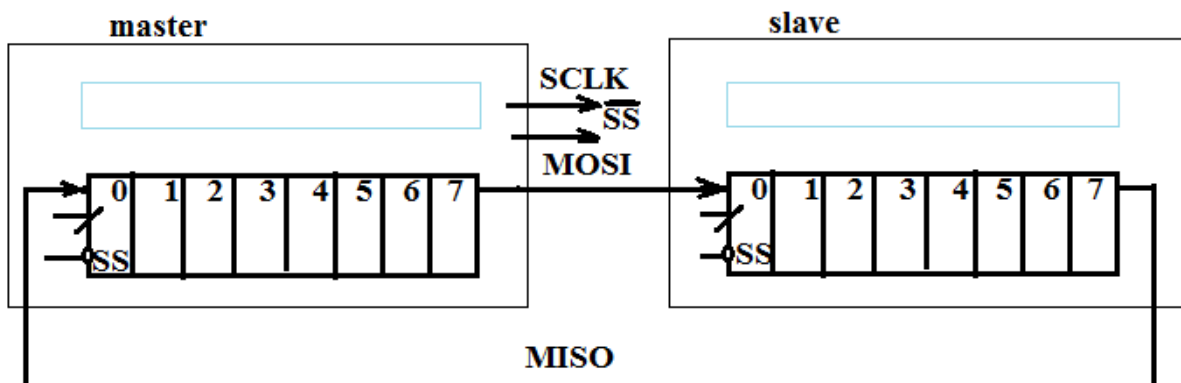 master
slave
SCLK
S̅S̅
MOSI
0 1 2 3 4 5 6 7
SS
0 1 2 3 4 5 6 7
SS
MISO